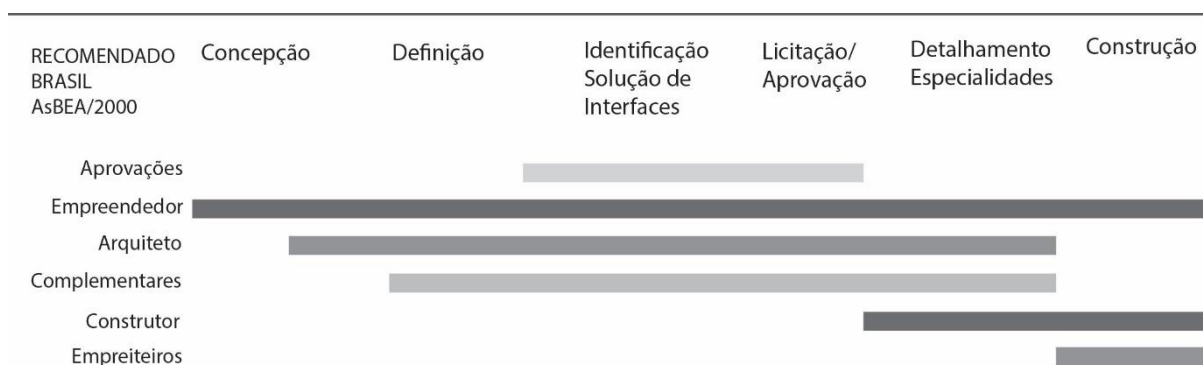 RECOMENDADO
BRASIL
AsBEA/2000
Concepção
Definição
Identificação
Solução de
Interfaces
Licitação/
Aprovação
Detalhamento
Especialidades
Construção
Aprovações
Empreendedor
Arquiteto
Complementares
Construtor
Empreiteiros